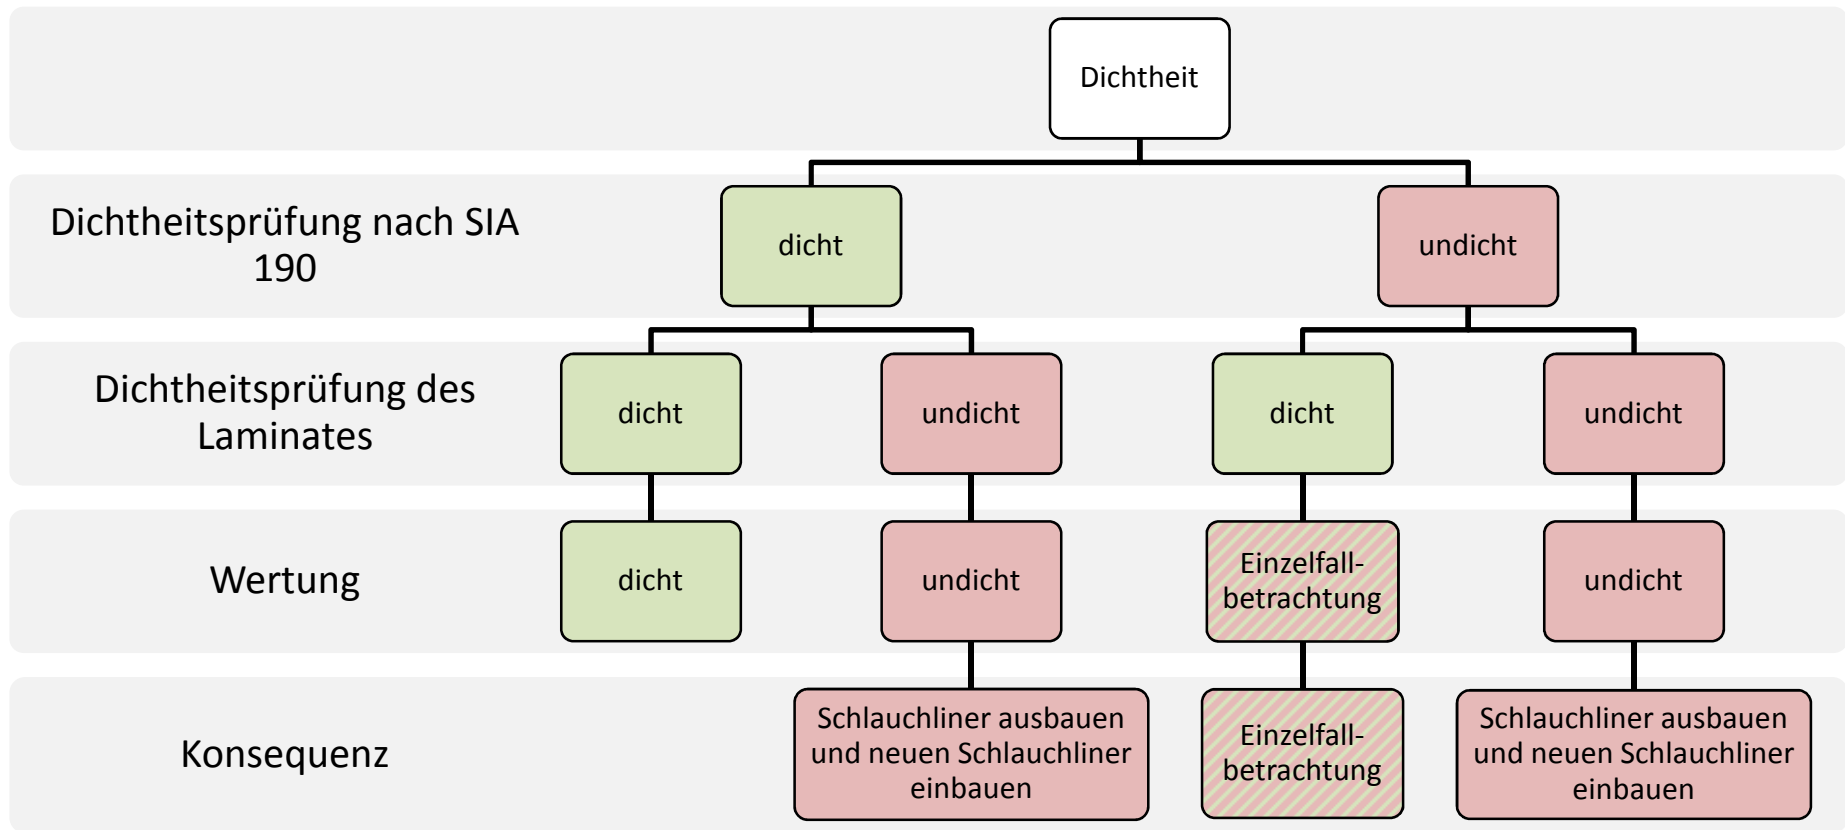 Dichtheit
Dichtheitsprüfung nach SIA
190
dicht
undicht
Dichtheitsprüfung des
Laminates
dicht
undicht
dicht
undicht
Wertung
dicht
undicht
Einzelfall-
betrachtung
undicht
Konsequenz
Schlauchliner ausbauen
und neuen Schlauchliner
einbauen
Einzelfall-
betrachtung
Schlauchliner ausbauen
und neuen Schlauchliner
einbauen